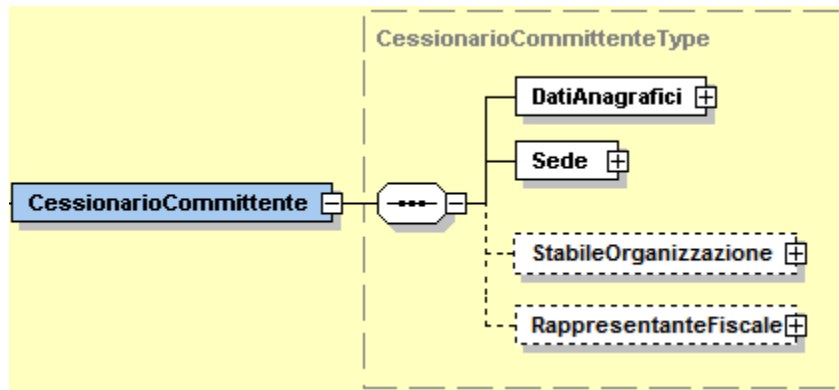 CessionarioCommittenteType
DatiAnagrafici
Sede
CessionarioCommittente
StabileOrganizzazione
RappresentanteFiscale